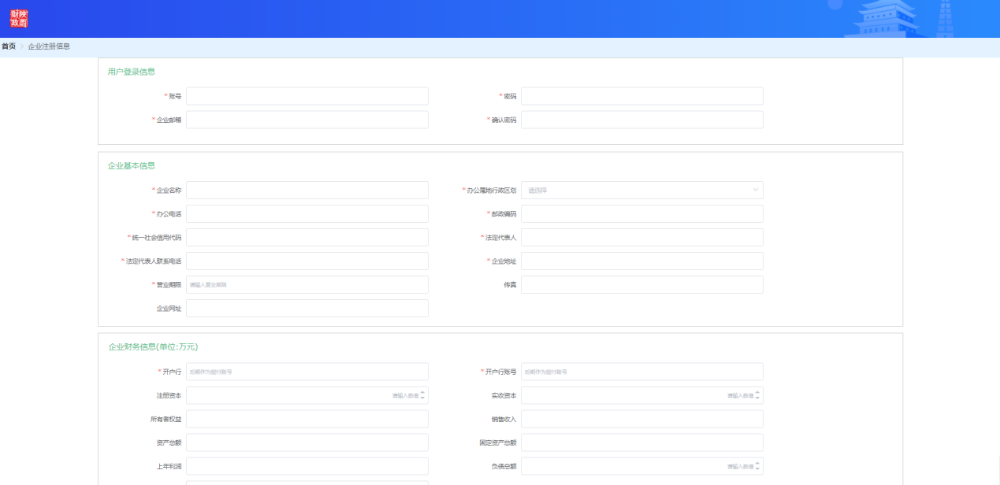 财陕
政西
首页 > 企业注册信息
用户登录信息
*账号 *密码
*企业邮箱 *确认密码
企业基本信息
*企业名称 *办公属地行政区划 请选择
*办公电话 *邮政编码
*统一社会信用代码 *法定代表人
*法定代表人联系电话 *企业地址
*营业期限 请输入营业期限 传真
企业网址
企业财务信息(单位:万元)
*开户行 后期作为赔付账号 *开户行账号 后期作为赔付账号
注册资本 请输入数值 实收资本 请输入数值
所有者权益 销售收入
资产总额 固定资产总额
上年利润 负债总额 请输入数值